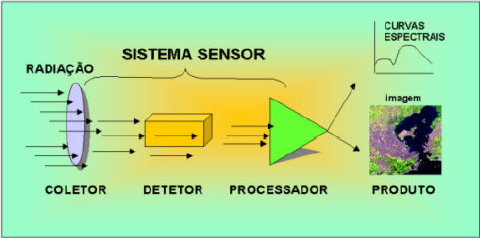 CURVAS
ESPECTRAIS
SISTEMA SENSOR
RADIAÇÃO
imagem
COLETOR
DETETOR
PROCESSADOR
PRODUTO